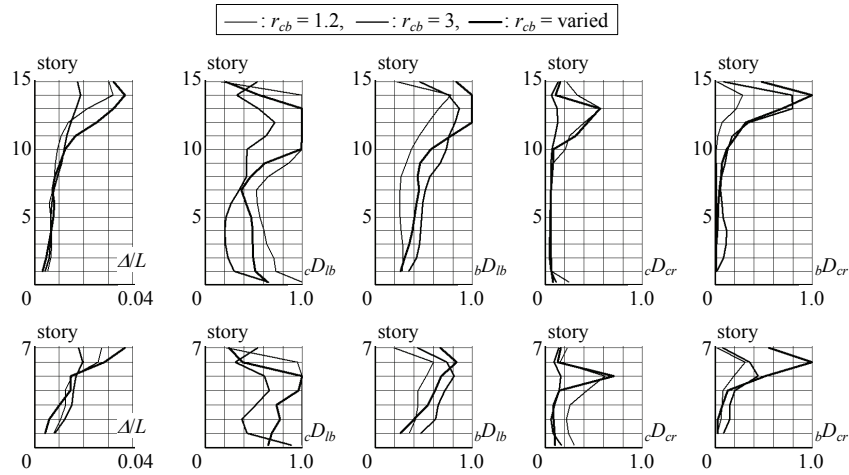 —: r_cb = 1.2, —: r_cb = 3, —: r_cb = varied
story story story story story
15 15 15 15 15
10 10 10 10 10
5 5 5 5 5
Δ/L cD_lb bD_lb cD_cr bD_cr
0 0.04 0 1.0 0 1.0 0 1.0 0 1.0
story story story story story
7 7 7 7 7
Δ/L cD_lb bD_lb cD_cr bD_cr
0 0.04 0 1.0 0 1.0 0 1.0 0 1.0